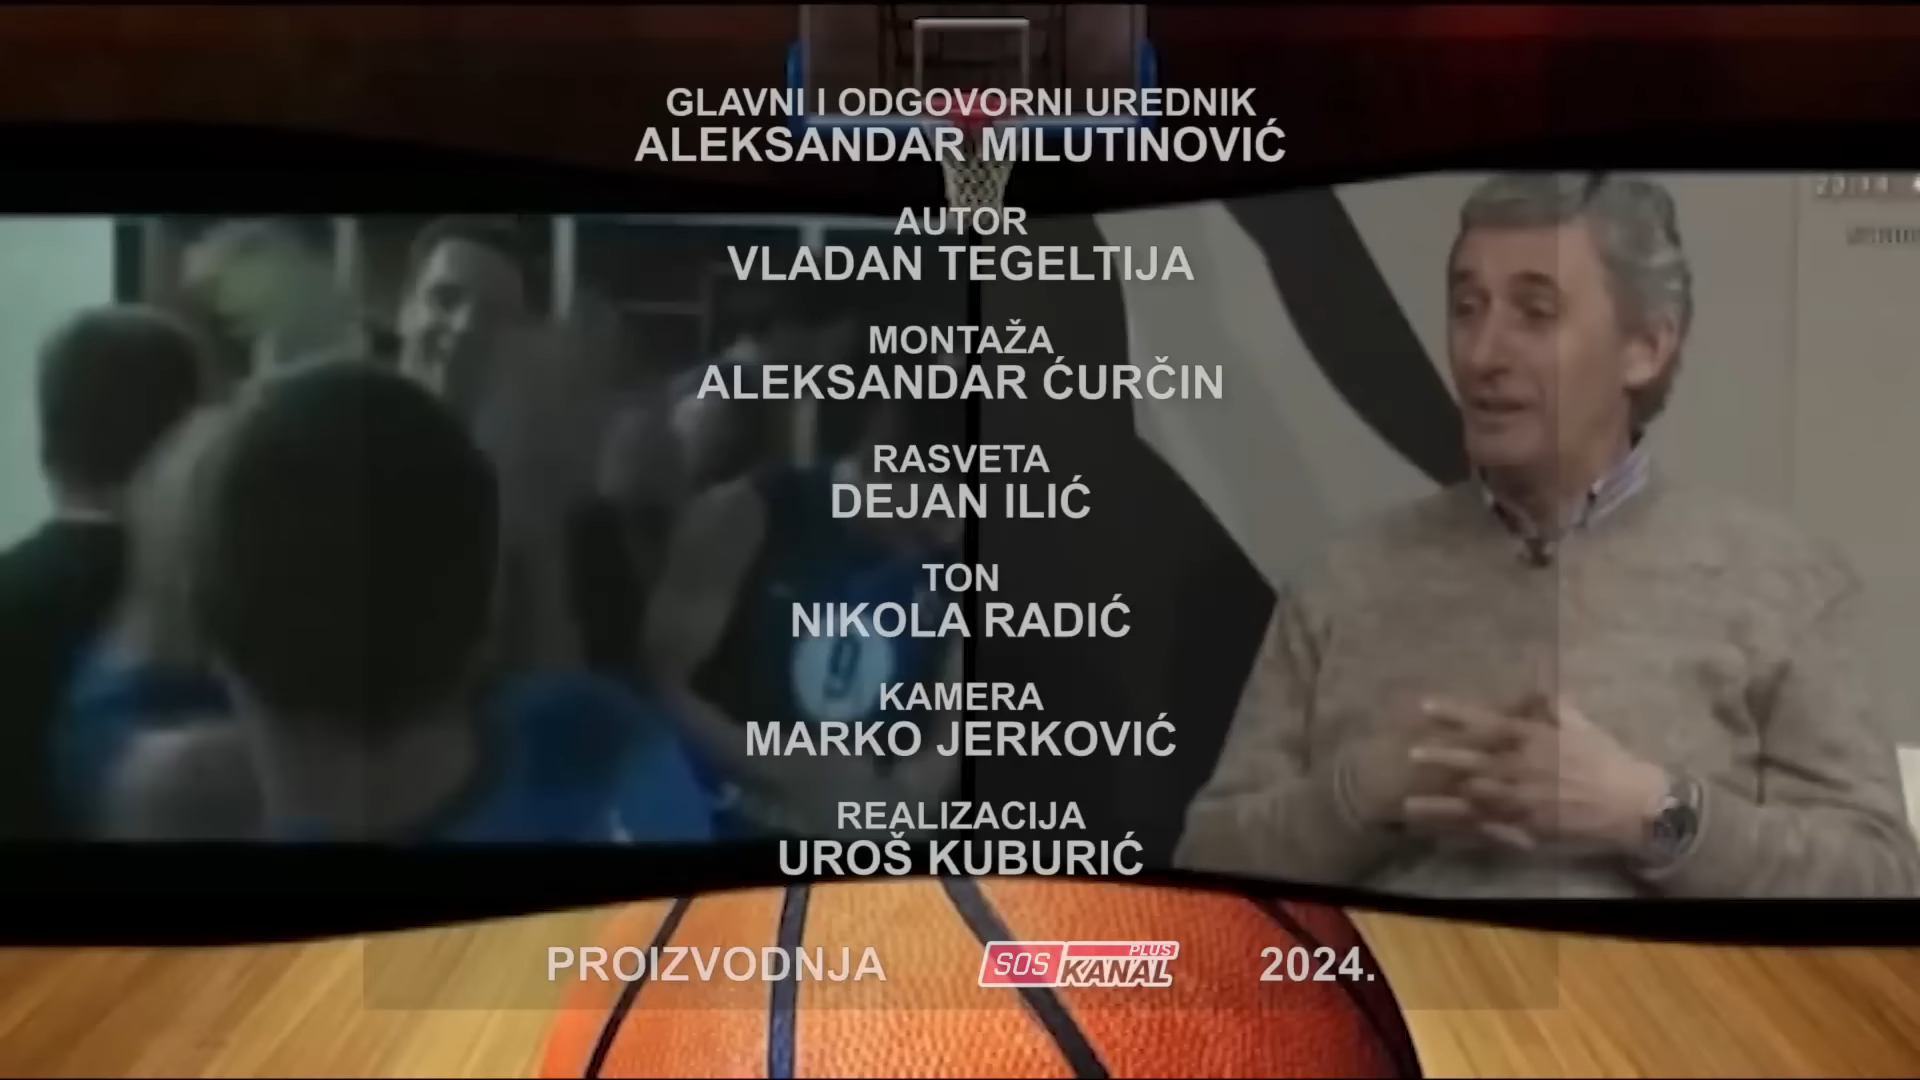 GLAVNI I ODGOVORNI UREDNIK
ALEKSANDAR MILUTINOVIĆ
AUTOR
VLADAN TEGELTIJA
MONTAŽA
ALEKSANDAR ĆURČIN
RASVETA
DEJAN ILIĆ
TON
NIKOLA RADIĆ
9
KAMERA
MARKO JERKOVIĆ
REALIZACIJA
UROŠ KUBURIĆ
PROIZVODNJA SOS KANAL PLUS 2024.